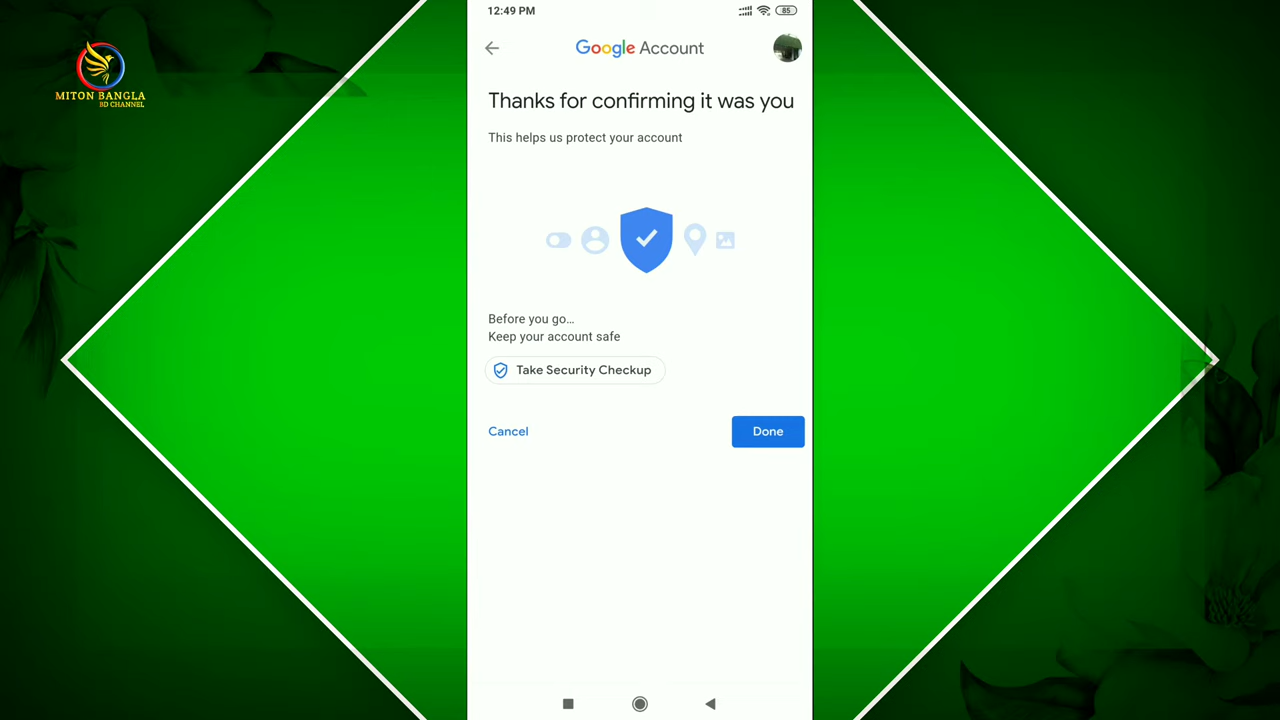 MITON BANGLA
BD CHANNEL
12:49 PM
85
Google Account
Thanks for confirming it was you
This helps us protect your account
Before you go...
Keep your account safe
Take Security Checkup
Cancel
Done